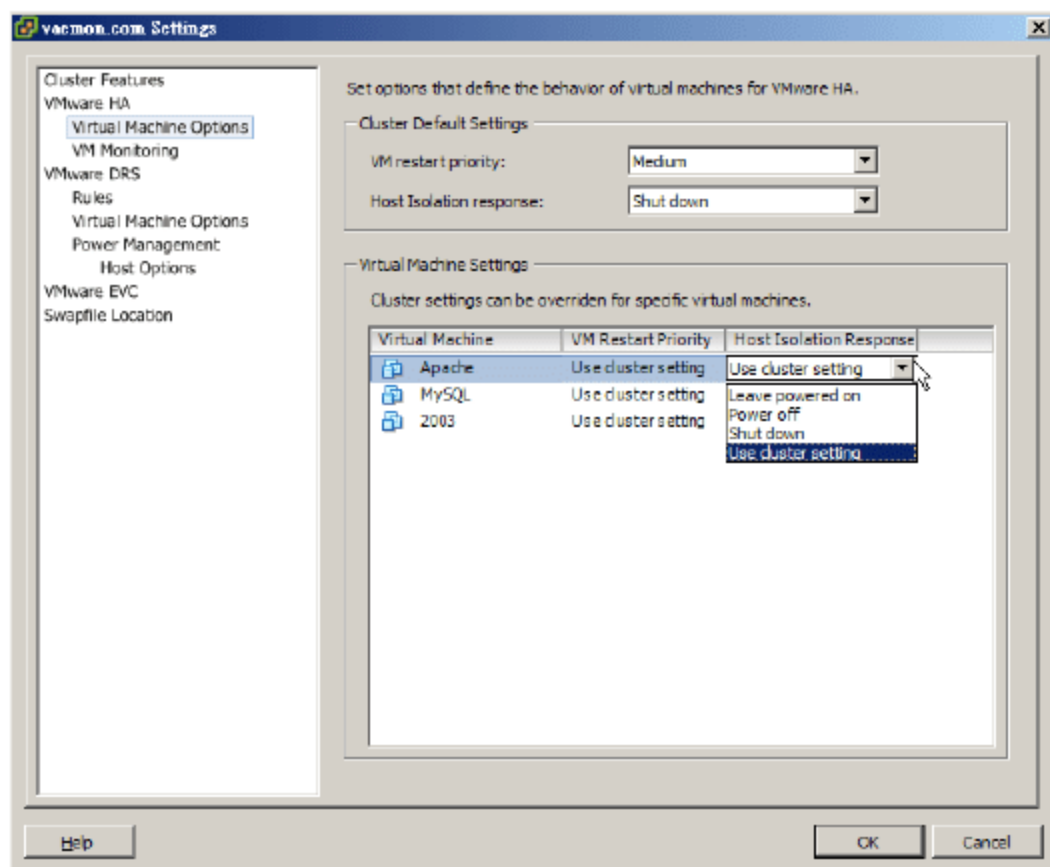 vacmon.com Settings
Cluster Features
VMware HA
Virtual Machine Options
VM Monitoring
VMware DRS
Rules
Virtual Machine Options
Power Management
Host Options
VMware EVC
Swapfile Location
Set options that define the behavior of virtual machines for VMware HA.
Cluster Default Settings
VM restart priority: Medium
Host Isolation response: Shut down
Virtual Machine Settings
Cluster settings can be overriden for specific virtual machines.
Virtual Machine VM Restart Priority Host Isolation Response
Apache Use cluster setting Use cluster setting
MySQL Use cluster setting Leave powered on
Power off
2003 Use cluster setting Shut down
Use cluster setting
Help OK Cancel